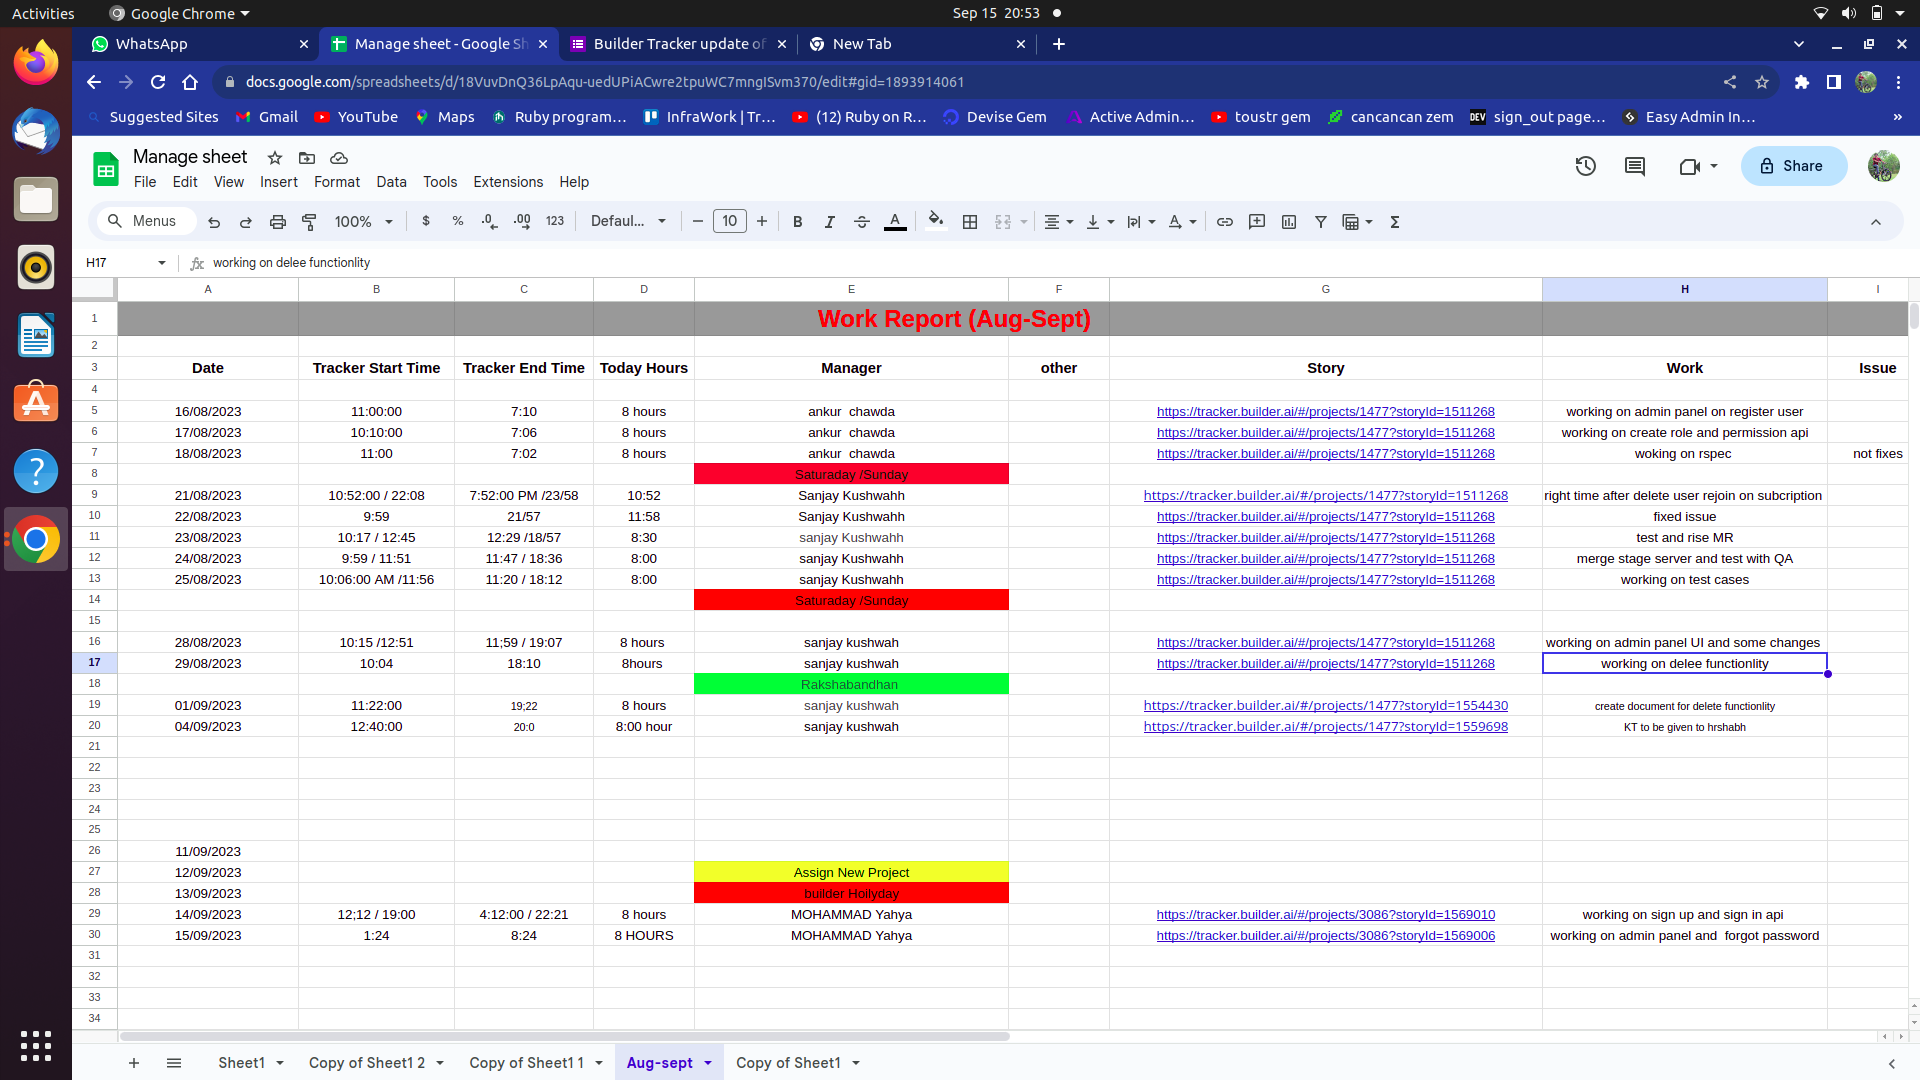 Activities Google Chrome Sep 15 20:53
WhatsApp Manage sheet - Google Sh Builder Tracker update of New Tab
docs.google.com/spreadsheets/d/18VuvDnQ36LpAqu-uedUPiACwre2tpuWC7mngISvm370/edit#gid=1893914061
Suggested Sites Gmail YouTube Maps Ruby program... InfraWork | Tr... (12) Ruby on R... Devise Gem Active Admin... toustr gem cancancan zem DEV sign_out page... Easy Admin In... »
Manage sheet
File Edit View Insert Format Data Tools Extensions Help Share
Menus 100% $ % .0 .00 123 Defaul... 10 B I A Σ
H17 fx working on delee functionlity
A B C D E F G H I
1 Work Report (Aug-Sept)
2
3 Date Tracker Start Time Tracker End Time Today Hours Manager other Story Work Issue
4
5 16/08/2023 11:00:00 7:10 8 hours ankur  chawda https://tracker.builder.ai/#/projects/1477?storyId=1511268 working on admin panel on register user
6 17/08/2023 10:10:00 7:06 8 hours ankur  chawda https://tracker.builder.ai/#/projects/1477?storyId=1511268 working on create role and permission api
7 18/08/2023 11:00 7:02 8 hours ankur  chawda https://tracker.builder.ai/#/projects/1477?storyId=1511268 woking on rspec not fixes
8 Saturaday /Sunday
9 21/08/2023 10:52:00 / 22:08 7:52:00 PM /23/58 10:52 Sanjay Kushwahh https://tracker.builder.ai/#/projects/1477?storyId=1511268 right time after delete user rejoin on subcription
10 22/08/2023 9:59 21/57 11:58 Sanjay Kushwahh https://tracker.builder.ai/#/projects/1477?storyId=1511268 fixed issue
11 23/08/2023 10:17 / 12:45 12:29 /18/57 8:30 sanjay Kushwahh https://tracker.builder.ai/#/projects/1477?storyId=1511268 test and rise MR
12 24/08/2023 9:59 / 11:51 11:47 / 18:36 8:00 sanjay Kushwahh https://tracker.builder.ai/#/projects/1477?storyId=1511268 merge stage server and test with QA
13 25/08/2023 10:06:00 AM /11:56 11:20 / 18:12 8:00 sanjay Kushwahh https://tracker.builder.ai/#/projects/1477?storyId=1511268 working on test cases
14 Saturaday /Sunday
15
16 28/08/2023 10:15 /12:51 11;59 / 19:07 8 hours sanjay kushwah https://tracker.builder.ai/#/projects/1477?storyId=1511268 working on admin panel UI and some changes
17 29/08/2023 10:04 18:10 8hours sanjay kushwah https://tracker.builder.ai/#/projects/1477?storyId=1511268 working on delee functionlity
18 Rakshabandhan
19 01/09/2023 11:22:00 19;22 8 hours sanjay kushwah https://tracker.builder.ai/#/projects/1477?storyId=1554430 create document for delete functionlity
20 04/09/2023 12:40:00 20:0 8:00 hour sanjay kushwah https://tracker.builder.ai/#/projects/1477?storyId=1559698 KT to be given to hrshabh
21
22
23
24
25
26 11/09/2023
27 12/09/2023 Assign New Project
28 13/09/2023 builder Hoilyday
29 14/09/2023 12;12 / 19:00 4:12:00 / 22:21 8 hours MOHAMMAD Yahya https://tracker.builder.ai/#/projects/3086?storyId=1569010 working on sign up and sign in api
30 15/09/2023 1:24 8:24 8 HOURS MOHAMMAD Yahya https://tracker.builder.ai/#/projects/3086?storyId=1569006 working on admin panel and  forgot password
31
32
33
34
Sheet1 Copy of Sheet1 2 Copy of Sheet1 1 Aug-sept Copy of Sheet1